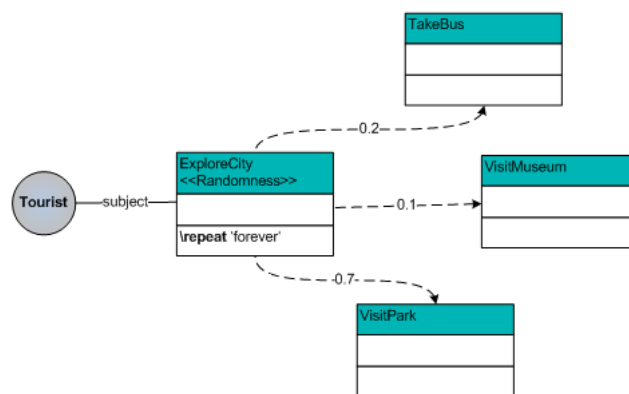 TakeBus
0.2
ExploreCity
<<Randomness>>
VisitMuseum
Tourist
subject
0.1
\repeat 'forever'
0.7
VisitPark